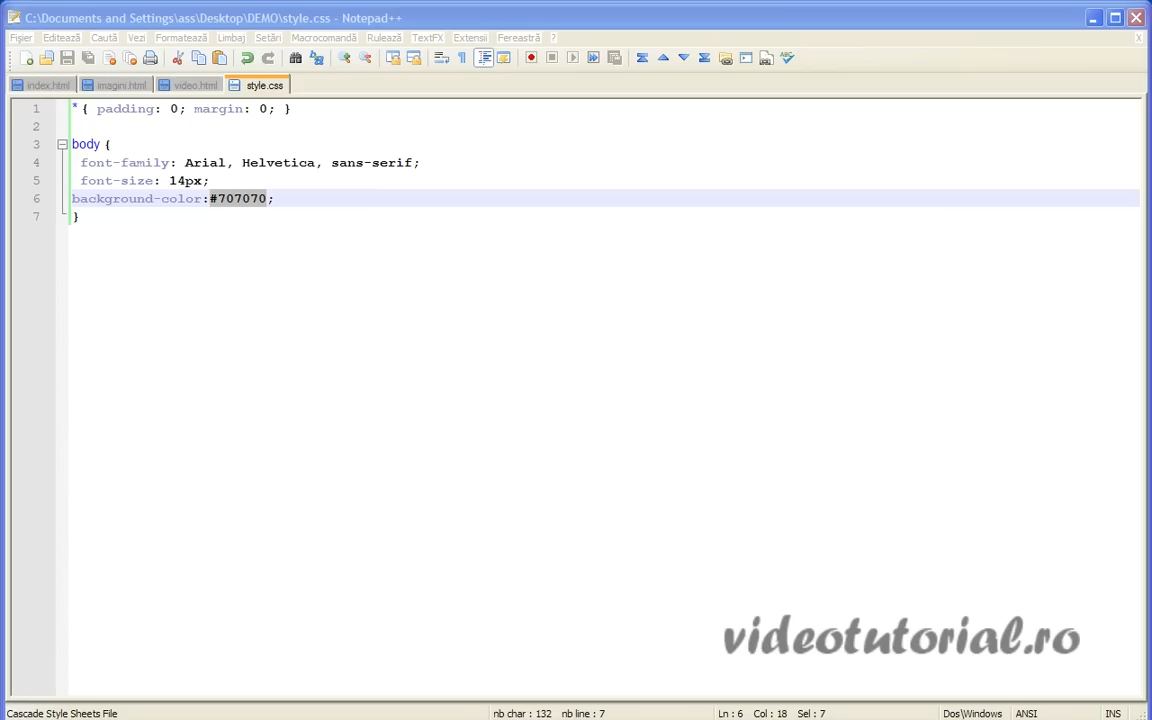 C:\Documents and Settings\ass\Desktop\DEMO\style.css - Notepad++
Fişier Editează Caută Vezi Formatează Limbaj Setări Macrocomandă Rulează TextFX Extensii Fereastră ? X
index.html imagini.html video.html style.css
1 * { padding: 0; margin: 0; }
2
3 body {
4 font-family: Arial, Helvetica, sans-serif;
5 font-size: 14px;
6 background-color:#707070;
7 }
videotutorial.ro
Cascade Style Sheets File nb char : 132 nb line : 7 Ln : 6 Col : 18 Sel : 7 Dos\Windows ANSI INS